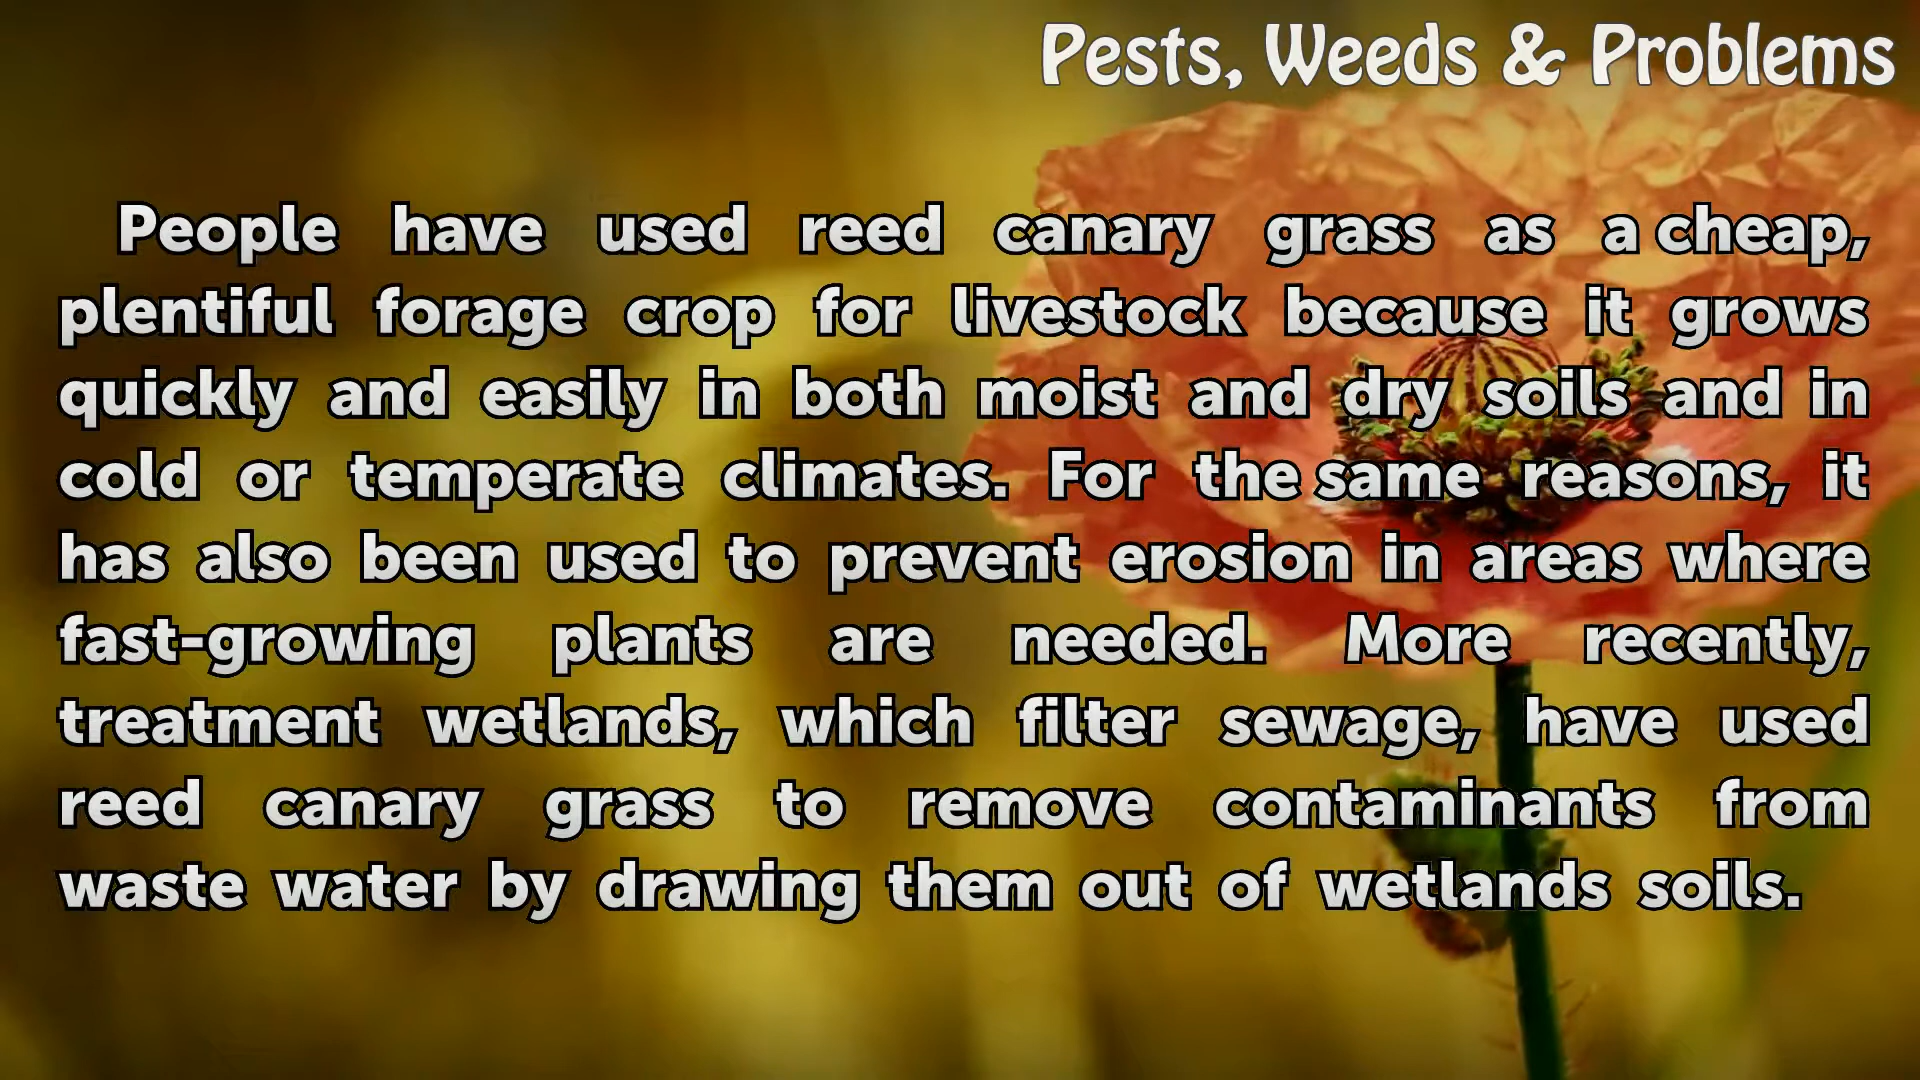 Pests, Weeds & Problems
People have used reed canary grass as a cheap,
plentiful forage crop for livestock because it grows
quickly and easily in both moist and dry soils and in
cold or temperate climates. For the same reasons, it
has also been used to prevent erosion in areas where
fast-growing plants are needed. More recently,
treatment wetlands, which filter sewage, have used
reed canary grass to remove contaminants from
waste water by drawing them out of wetlands soils.